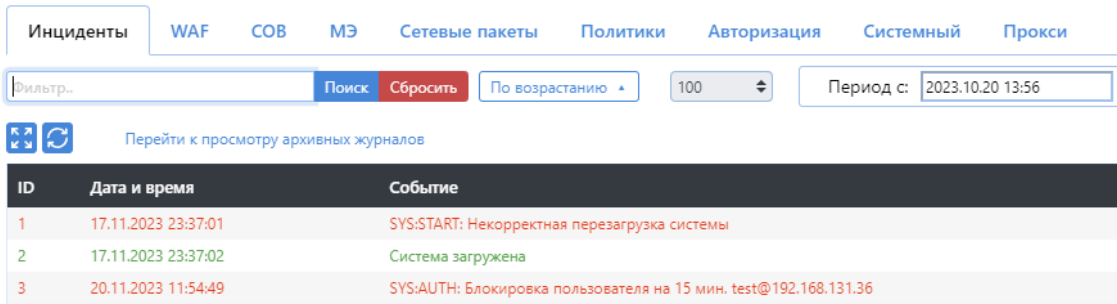 Инциденты WAF СОВ МЭ Сетевые пакеты Политики Авторизация Системный Прокси
Фильтр.. Поиск Сбросить По возрастанию 100 Период с: 2023.10.20 13:56
Перейти к просмотру архивных журналов
ID Дата и время Событие
1 17.11.2023 23:37:01 SYS:START: Некорректная перезагрузка системы
2 17.11.2023 23:37:02 Система загружена
3 20.11.2023 11:54:49 SYS:AUTH: Блокировка пользователя на 15 мин. test@192.168.131.36